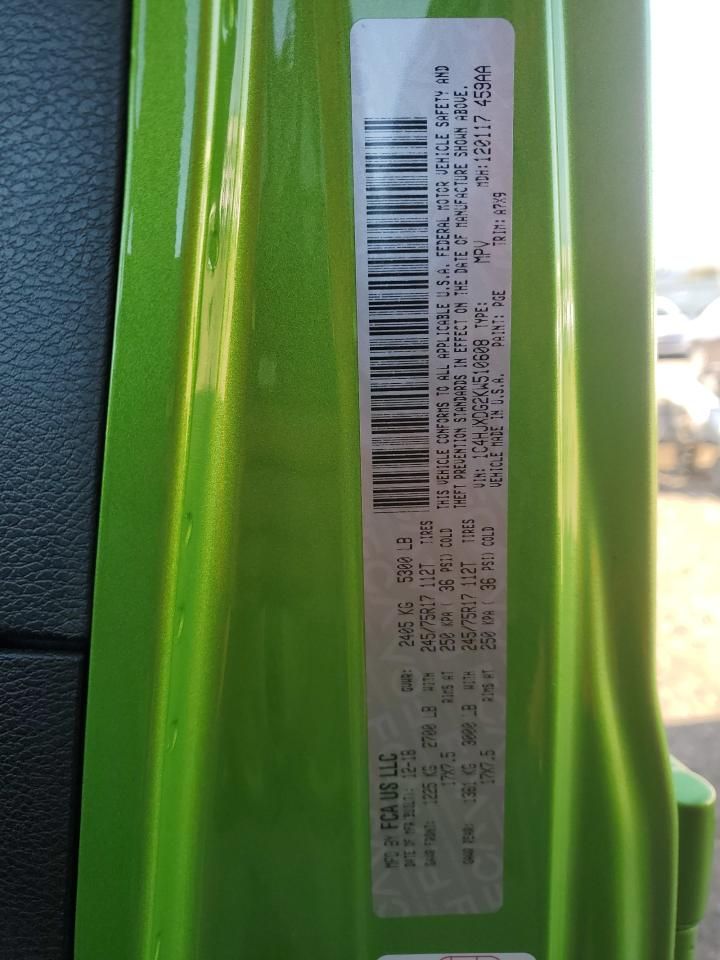 MFD BY FCA US LLC
DATE OF MFR/BUILT: 12-18 GVWR: 2405 KG 5300 LB
GAWR FRONT: 1225 KG 2700 LB WITH 245/75R17 112T TIRES
17X7.5 RIMS AT 250 KPA ( 36 PSI) COLD
GAWR REAR: 1361 KG 3000 LB WITH 245/75R17 112T TIRES
17X7.5 RIMS AT 250 KPA ( 36 PSI) COLD
THIS VEHICLE CONFORMS TO ALL APPLICABLE U.S.A. FEDERAL MOTOR VEHICLE SAFETY AND
THEFT PREVENTION STANDARDS IN EFFECT ON THE DATE OF MANUFACTURE SHOWN ABOVE.
VIN: 1C4HJXDG2KW510608 TYPE: MPV MDH:120117 459AA
VEHICLE MADE IN U.S.A. PAINT: PGE TRIM: A7X9